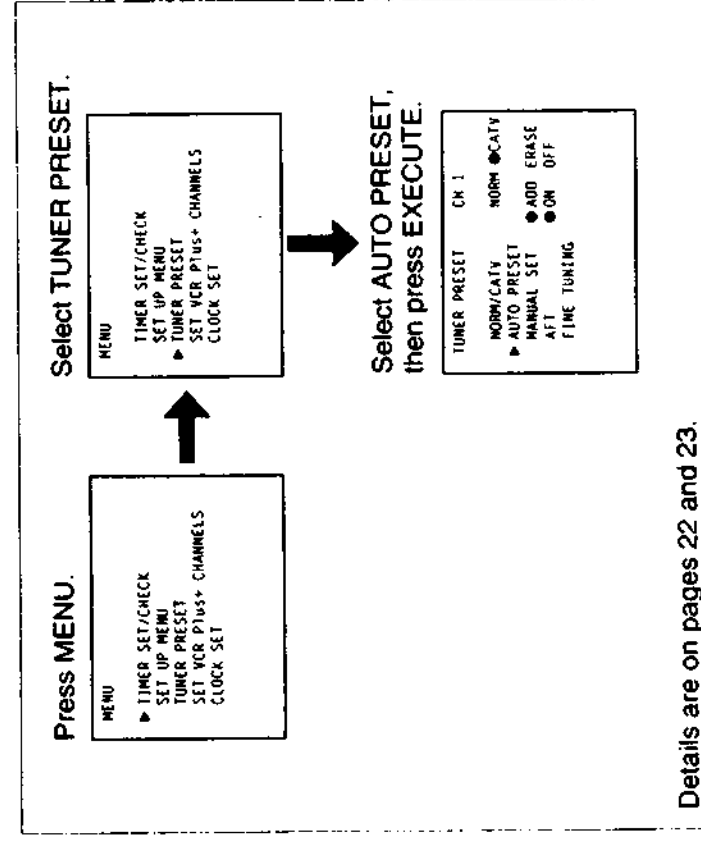 Press MENU.
MENU
▶ TIMER SET/CHECK
SET UP MENU
TUNER PRESET
SET VCR Plus+ CHANNELS
CLOCK SET
Select TUNER PRESET.
MENU
TIMER SET/CHECK
SET UP MENU
▶ TUNER PRESET
SET VCR Plus+ CHANNELS
CLOCK SET
Select AUTO PRESET,
then press EXECUTE.
TUNER PRESET CH 1
NORM/CATV NORM ●CATV
▶ AUTO PRESET
MANUAL SET ●ADD ERASE
AFT ●ON OFF
FINE TUNING
Details are on pages 22 and 23.